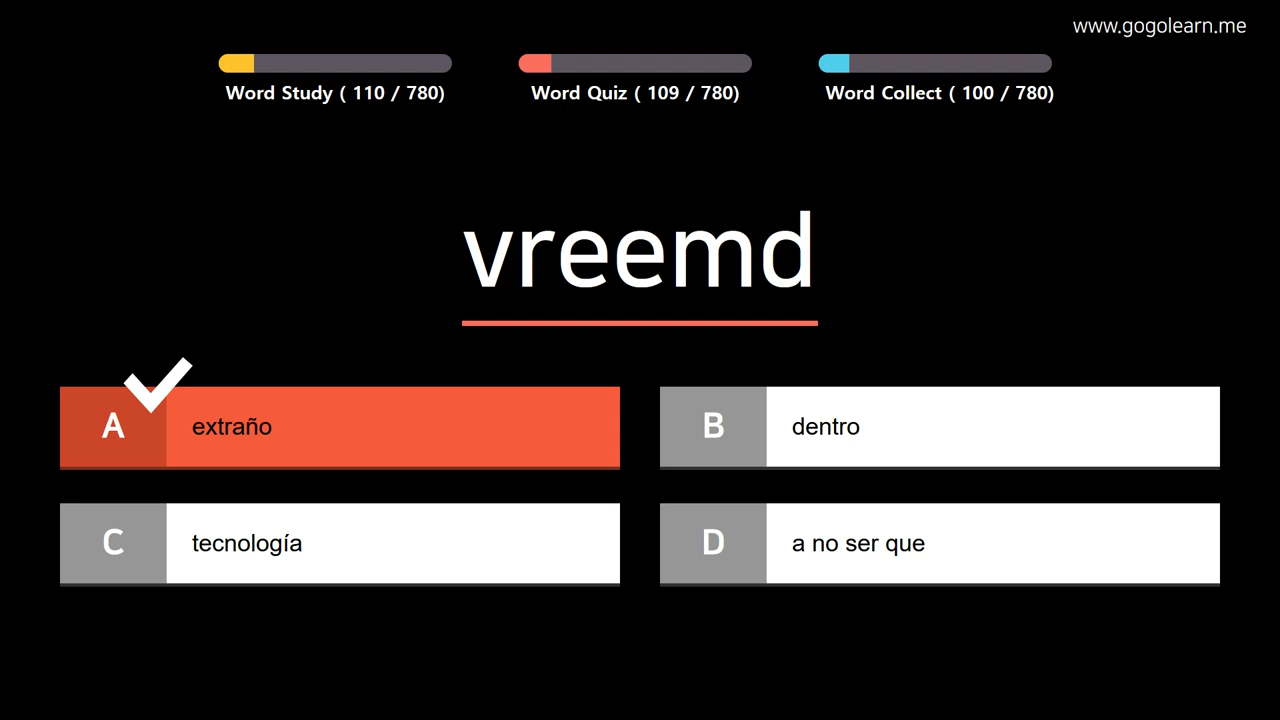 www.gogolearn.me
Word Study ( 110 / 780)
Word Quiz ( 109 / 780)
Word Collect ( 100 / 780)
vreemd
A extraño
B dentro
C tecnología
D a no ser que